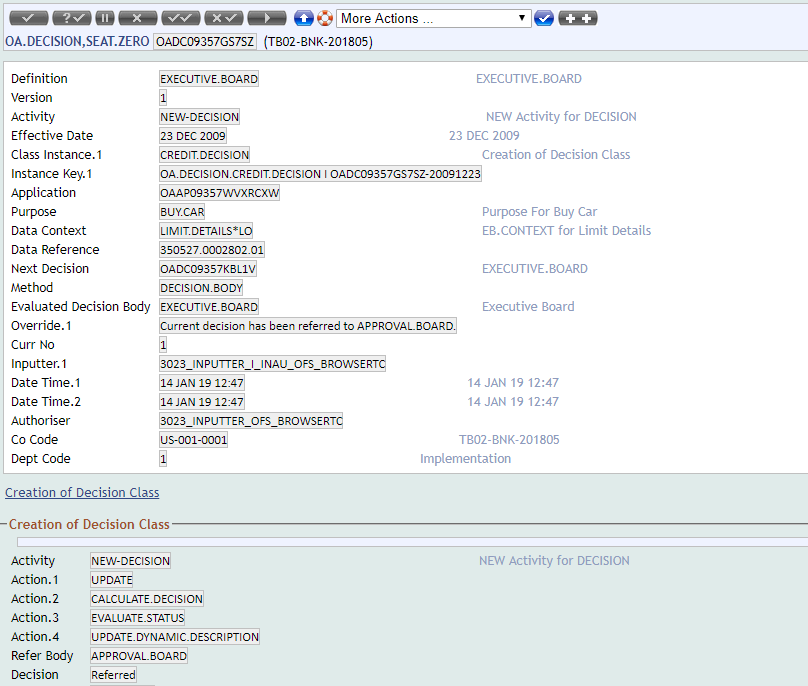 More Actions ...
OA.DECISION,SEAT.ZERO OADC09357GS7SZ (TB02-BNK-201805)
Definition EXECUTIVE.BOARD EXECUTIVE.BOARD
Version 1
Activity NEW-DECISION NEW Activity for DECISION
Effective Date 23 DEC 2009 23 DEC 2009
Class Instance.1 CREDIT.DECISION Creation of Decision Class
Instance Key.1 OA.DECISION.CREDIT.DECISION I OADC09357GS7SZ-20091223
Application OAAP09357WVXRCXW
Purpose BUY.CAR Purpose For Buy Car
Data Context LIMIT.DETAILS*LO EB.CONTEXT for Limit Details
Data Reference 350527.0002802.01
Next Decision OADC09357KBL1V EXECUTIVE.BOARD
Method DECISION.BODY
Evaluated Decision Body EXECUTIVE.BOARD Executive Board
Override.1 Current decision has been referred to APPROVAL.BOARD.
Curr No 1
Inputter.1 3023_INPUTTER_I_INAU_OFS_BROWSERTC
Date Time.1 14 JAN 19 12:47 14 JAN 19 12:47
Date Time.2 14 JAN 19 12:47 14 JAN 19 12:47
Authoriser 3023_INPUTTER_OFS_BROWSERTC
Co Code US-001-0001 TB02-BNK-201805
Dept Code 1 Implementation
Creation of Decision Class
Creation of Decision Class
Activity NEW-DECISION NEW Activity for DECISION
Action.1 UPDATE
Action.2 CALCULATE.DECISION
Action.3 EVALUATE.STATUS
Action.4 UPDATE.DYNAMIC.DESCRIPTION
Refer Body APPROVAL.BOARD
Decision Referred